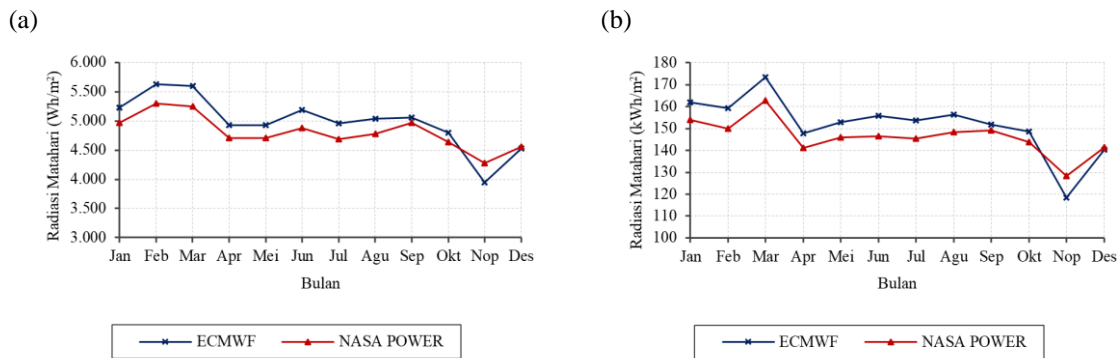 (a)
Radiasi Matahari (Wh/m²)
6.000
5.500
5.000
4.500
4.000
3.500
3.000
Jan Feb Mar Apr Mei Jun Jul Agu Sep Okt Nop Des
Bulan
ECMWF NASA POWER
(b)
Radiasi Matahari (kWh/m²)
180
170
160
150
140
130
120
110
100
Jan Feb Mar Apr Mei Jun Jul Agu Sep Okt Nop Des
Bulan
ECMWF NASA POWER